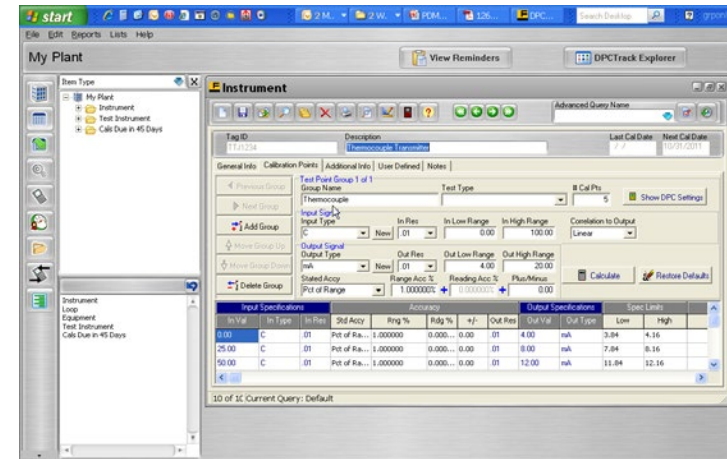 start
2 M...
2 W...
PDM...
126...
DPC...
Search Desktop
File Edit Reports Lists Help
My Plant
View Reminders
DPCTrack Explorer
Item Type
My Plant
Instrument
Test Instrument
Cals Due in 45 Days
Instrument
Loop
Equipment
Test Instrument
Cals Due in 45 Days
Instrument
Advanced Query Name
Tag ID Description Last Cal Date Next Cal Date
TTJ1234 Thermocouple Transmitter / / 10/31/2011
General Info Calibration Points Additional Info User Defined Notes
Previous Group
Next Group
Add Group
Move Group Up
Move Group Down
Delete Group
Test Point Group 1 of 1
Group Name Test Type # Cal Pts
Thermocouple 5 Show DPC Settings
Input Signal
Input Type In Res In Low Range In High Range Correlation to Output
C New .01 0.00 100.00 Linear
Output Signal
Output Type Out Res Out Low Range Out High Range
mA New .01 4.00 20.00
Stated Accy Range Acc % Reading Acc % Plus/Minus
Pct of Range 1.000000% + 0.000000% + 0.00
Calculate Restore Defaults
Input Specifications Accuracy Output Specifications Spec Limits
In Val In Type In Res Std Accy Rng % Rdg % +/- Out Res Out Val Out Type Low High
0.00 C .01 Pct of Ra... 1.000000 0.000... 0.00 .01 4.00 mA 3.84 4.16
25.00 C .01 Pct of Ra... 1.000000 0.000... 0.00 .01 8.00 mA 7.84 8.16
50.00 C .01 Pct of Ra... 1.000000 0.000... 0.00 .01 12.00 mA 11.84 12.16
Current Query: Default